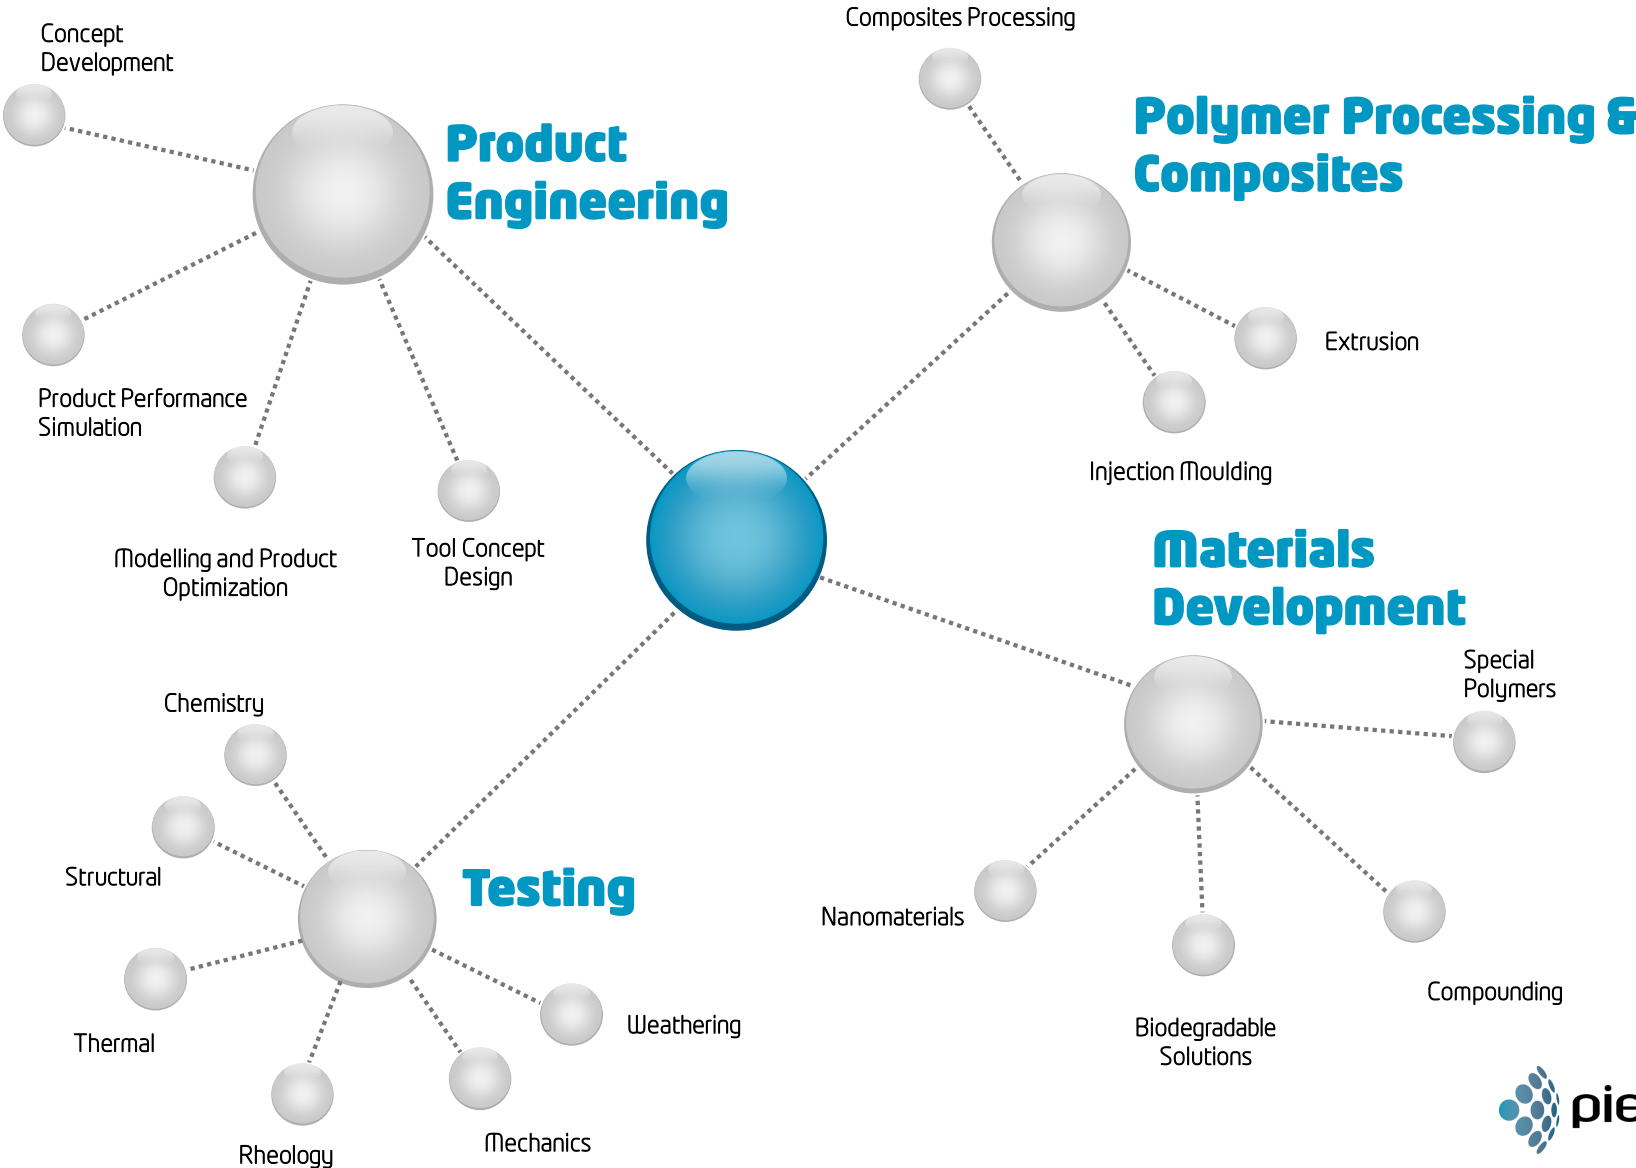 Concept
Development
Product
Engineering
Product Performance
Simulation
Modelling and Product
Optimization
Tool Concept
Design
Composites Processing
Polymer Processing &
Composites
Extrusion
Injection Moulding
Materials
Development
Special
Polymers
Nanomaterials
Biodegradable
Solutions
Compounding
Chemistry
Structural
Testing
Thermal
Rheology
Mechanics
Weathering
pie